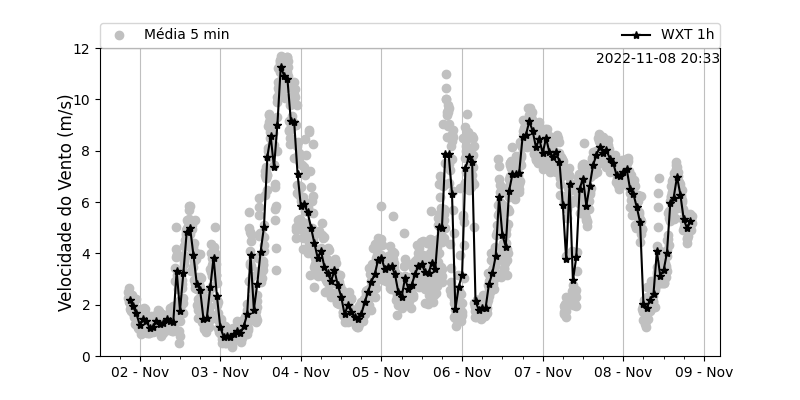 Média 5 min
WXT 1h
2022-11-08 20:33
Velocidade do Vento (m/s)
12
10
8
6
4
2
0
02 - Nov 03 - Nov 04 - Nov 05 - Nov 06 - Nov 07 - Nov 08 - Nov 09 - Nov